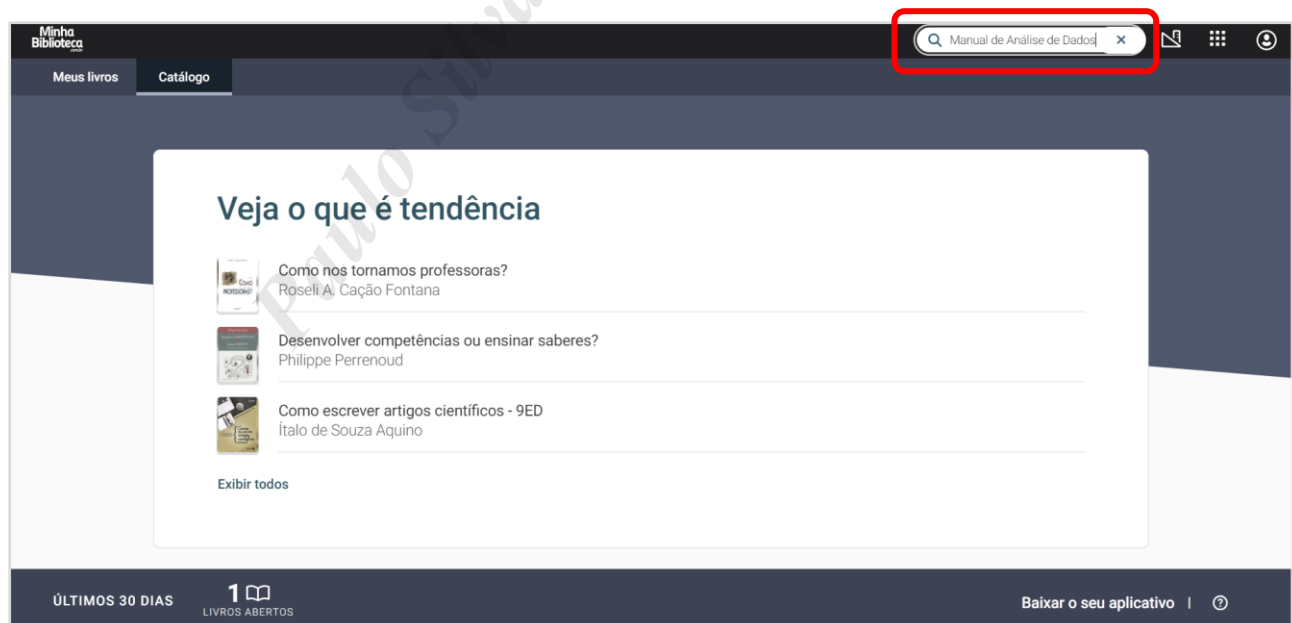 Minha
Biblioteca
Manual de Análise de Dados
Meus livros Catálogo
Veja o que é tendência
Como nos tornamos professoras?
Roseli A. Cação Fontana
Desenvolver competências ou ensinar saberes?
Philippe Perrenoud
Como escrever artigos científicos - 9ED
Ítalo de Souza Aquino
Exibir todos
ÚLTIMOS 30 DIAS
1
LIVROS ABERTOS
Baixar o seu aplicativo |
Paulo Silva